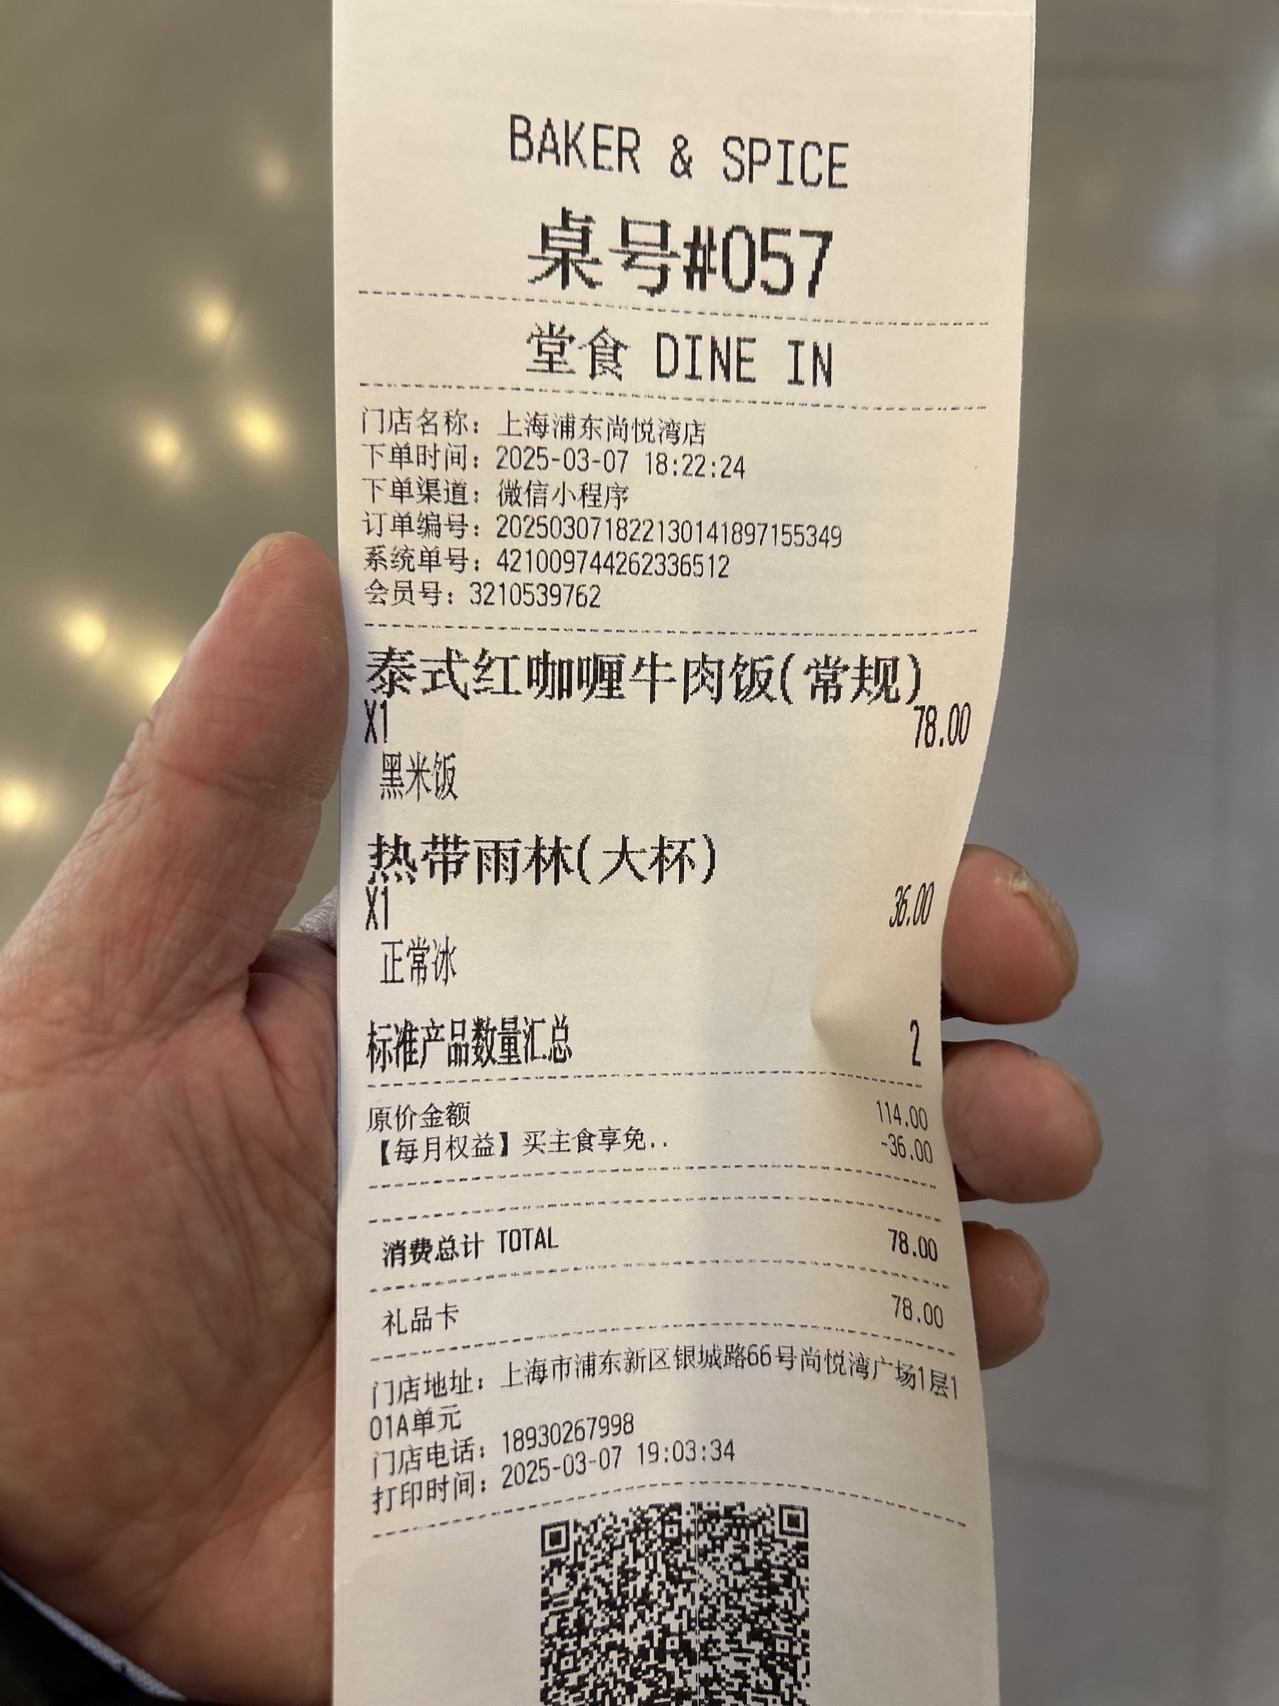 BAKER & SPICE
桌号#057
堂食 DINE IN
门店名称：上海浦东尚悦湾店
下单时间：2025-03-07 18:22:24
下单渠道：微信小程序
订单编号：20250307182213014189715​5349
系统单号：421009744262336512
会员号：3210539762
泰式红咖喱牛肉饭(常规)
X1 78.00
黑米饭
热带雨林(大杯)
X1 36.00
正常冰
标准产品数量汇总 2
原价金额 114.00
【每月权益】买主食享免.. -36.00
消费总计 TOTAL 78.00
礼品卡 78.00
门店地址：上海市浦东新区银城路66号尚悦湾广场1层1
01A单元
门店电话：18930267998
打印时间：2025-03-07 19:03:34